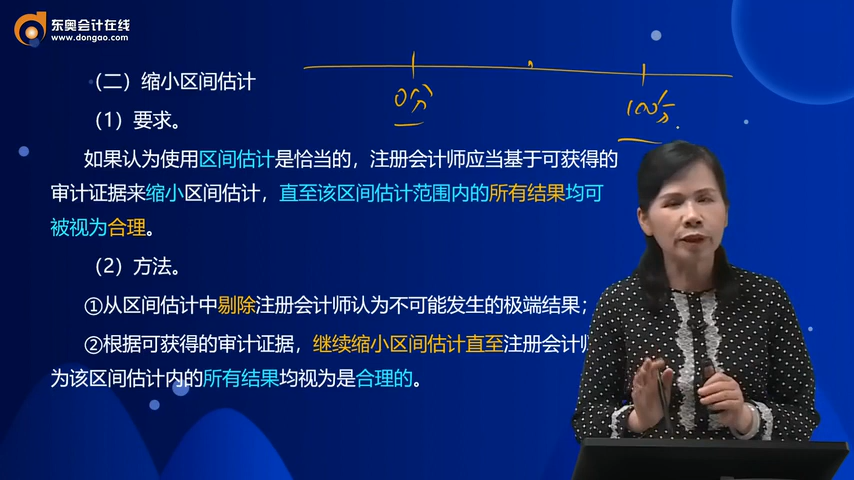 东奥会计在线
www.dongao.com
（二）缩小区间估计
（1）要求。
如果认为使用区间估计是恰当的，注册会计师应当基于可获得的
审计证据来缩小区间估计，直至该区间估计范围内的所有结果均可
被视为合理。
（2）方法。
①从区间估计中剔除注册会计师认为不可能发生的极端结果；
②根据可获得的审计证据，继续缩小区间估计直至注册会计师
为该区间估计内的所有结果均视为是合理的。